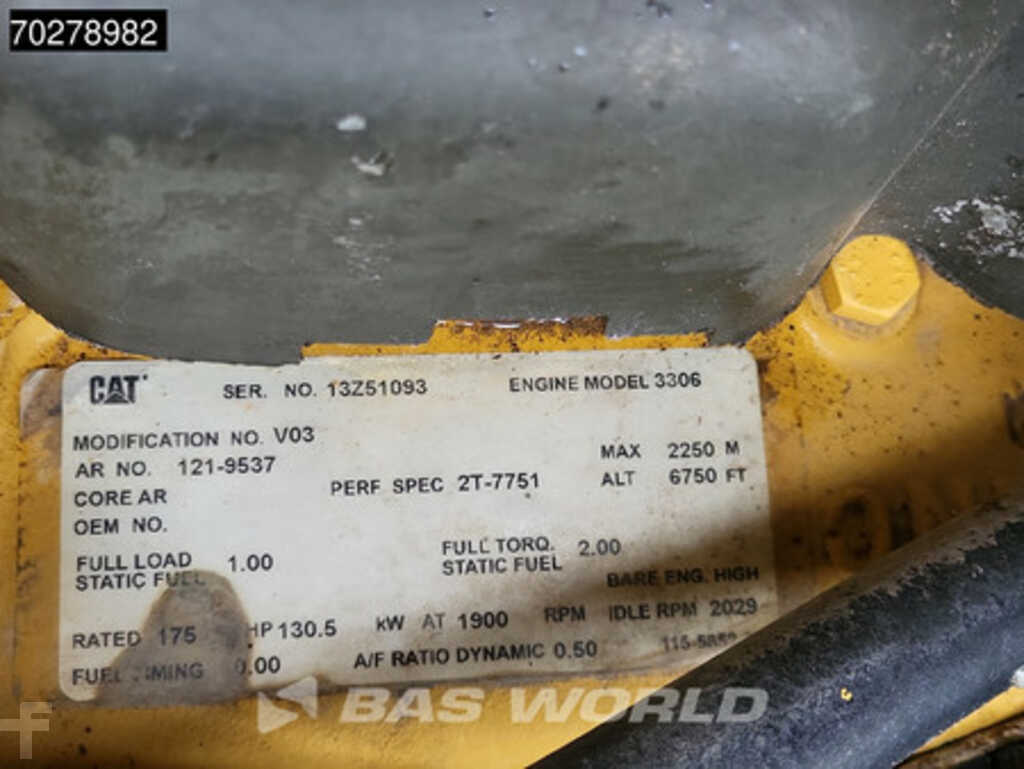 70278982
CAT SER. NO. 13Z51093 ENGINE MODEL 3306
MODIFICATION NO. V03
AR NO. 121-9537 MAX 2250 M
CORE AR PERF SPEC 2T-7751 ALT 6750 FT
OEM NO.
FULL LOAD 1.00 FULL TORQ. 2.00
STATIC FUEL STATIC FUEL
BARE ENG. HIGH
RATED 175 HP 130.5 kW AT 1900 RPM IDLE RPM 2029
FUEL TIMING 0.00 A/F RATIO DYNAMIC 0.50
BAS WORLD